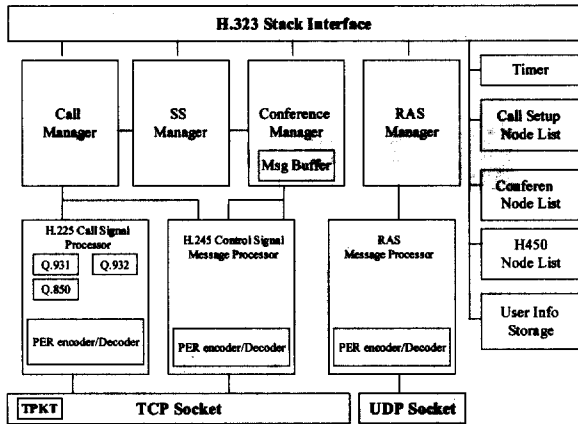 H.323 Stack Interface
Call
Manager
SS
Manager
Conference
Manager
Msg Buffer
RAS
Manager
Timer
Call Setup
Node List
Conferen
Node List
H450
Node List
User Info
Storage
H.225 Call Signal
Processor
Q.931
Q.932
Q.850
PER encoder/Decoder
H.245 Control Signal
Message Processor
PER encoder/Decoder
RAS
Message Processor
PER encoder/Decoder
TPKT
TCP Socket
UDP Socket